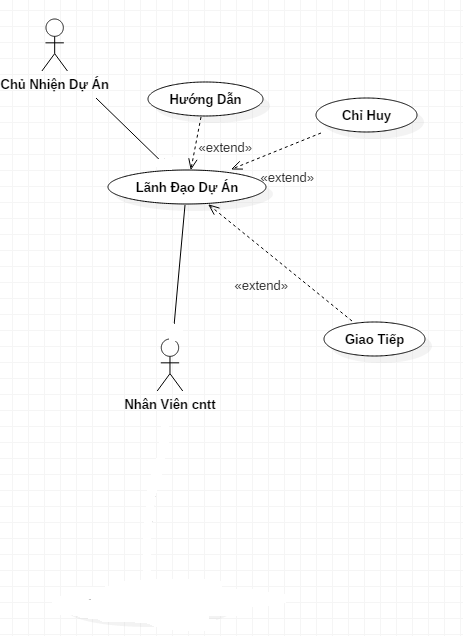 Chủ Nhiện Dự Án
Hướng Dẫn
Chỉ Huy
«extend»
«extend»
Lãnh Đạo Dự Án
«extend»
Giao Tiếp
Nhân Viên cntt